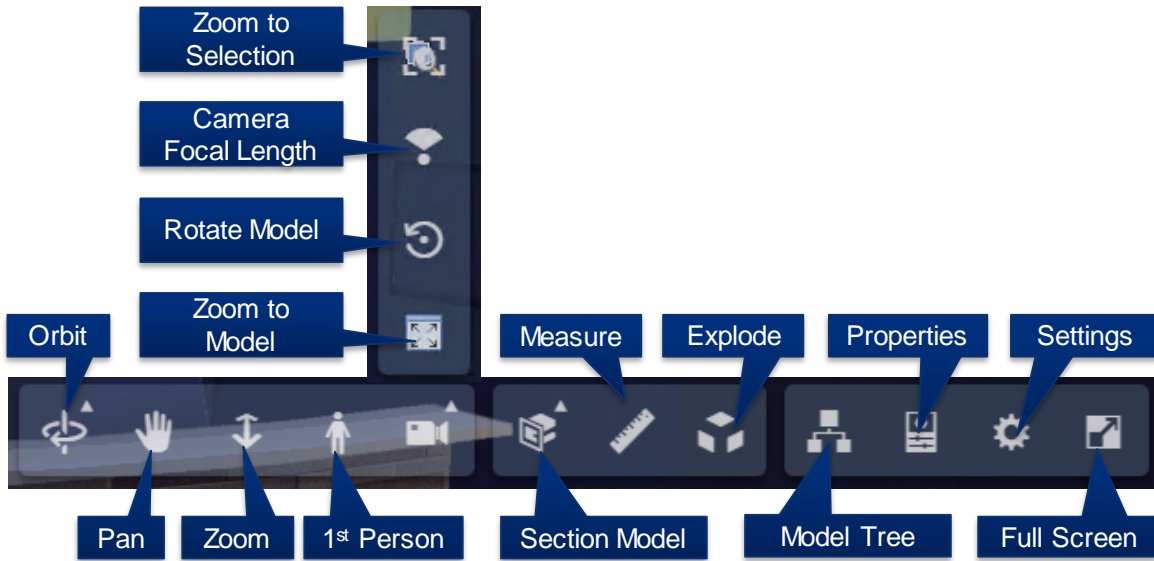 Zoom to
Selection
Camera
Focal Length
Rotate Model
Zoom to
Model
Orbit
Measure
Explode
Properties
Settings
Pan
Zoom
1st Person
Section Model
Model Tree
Full Screen